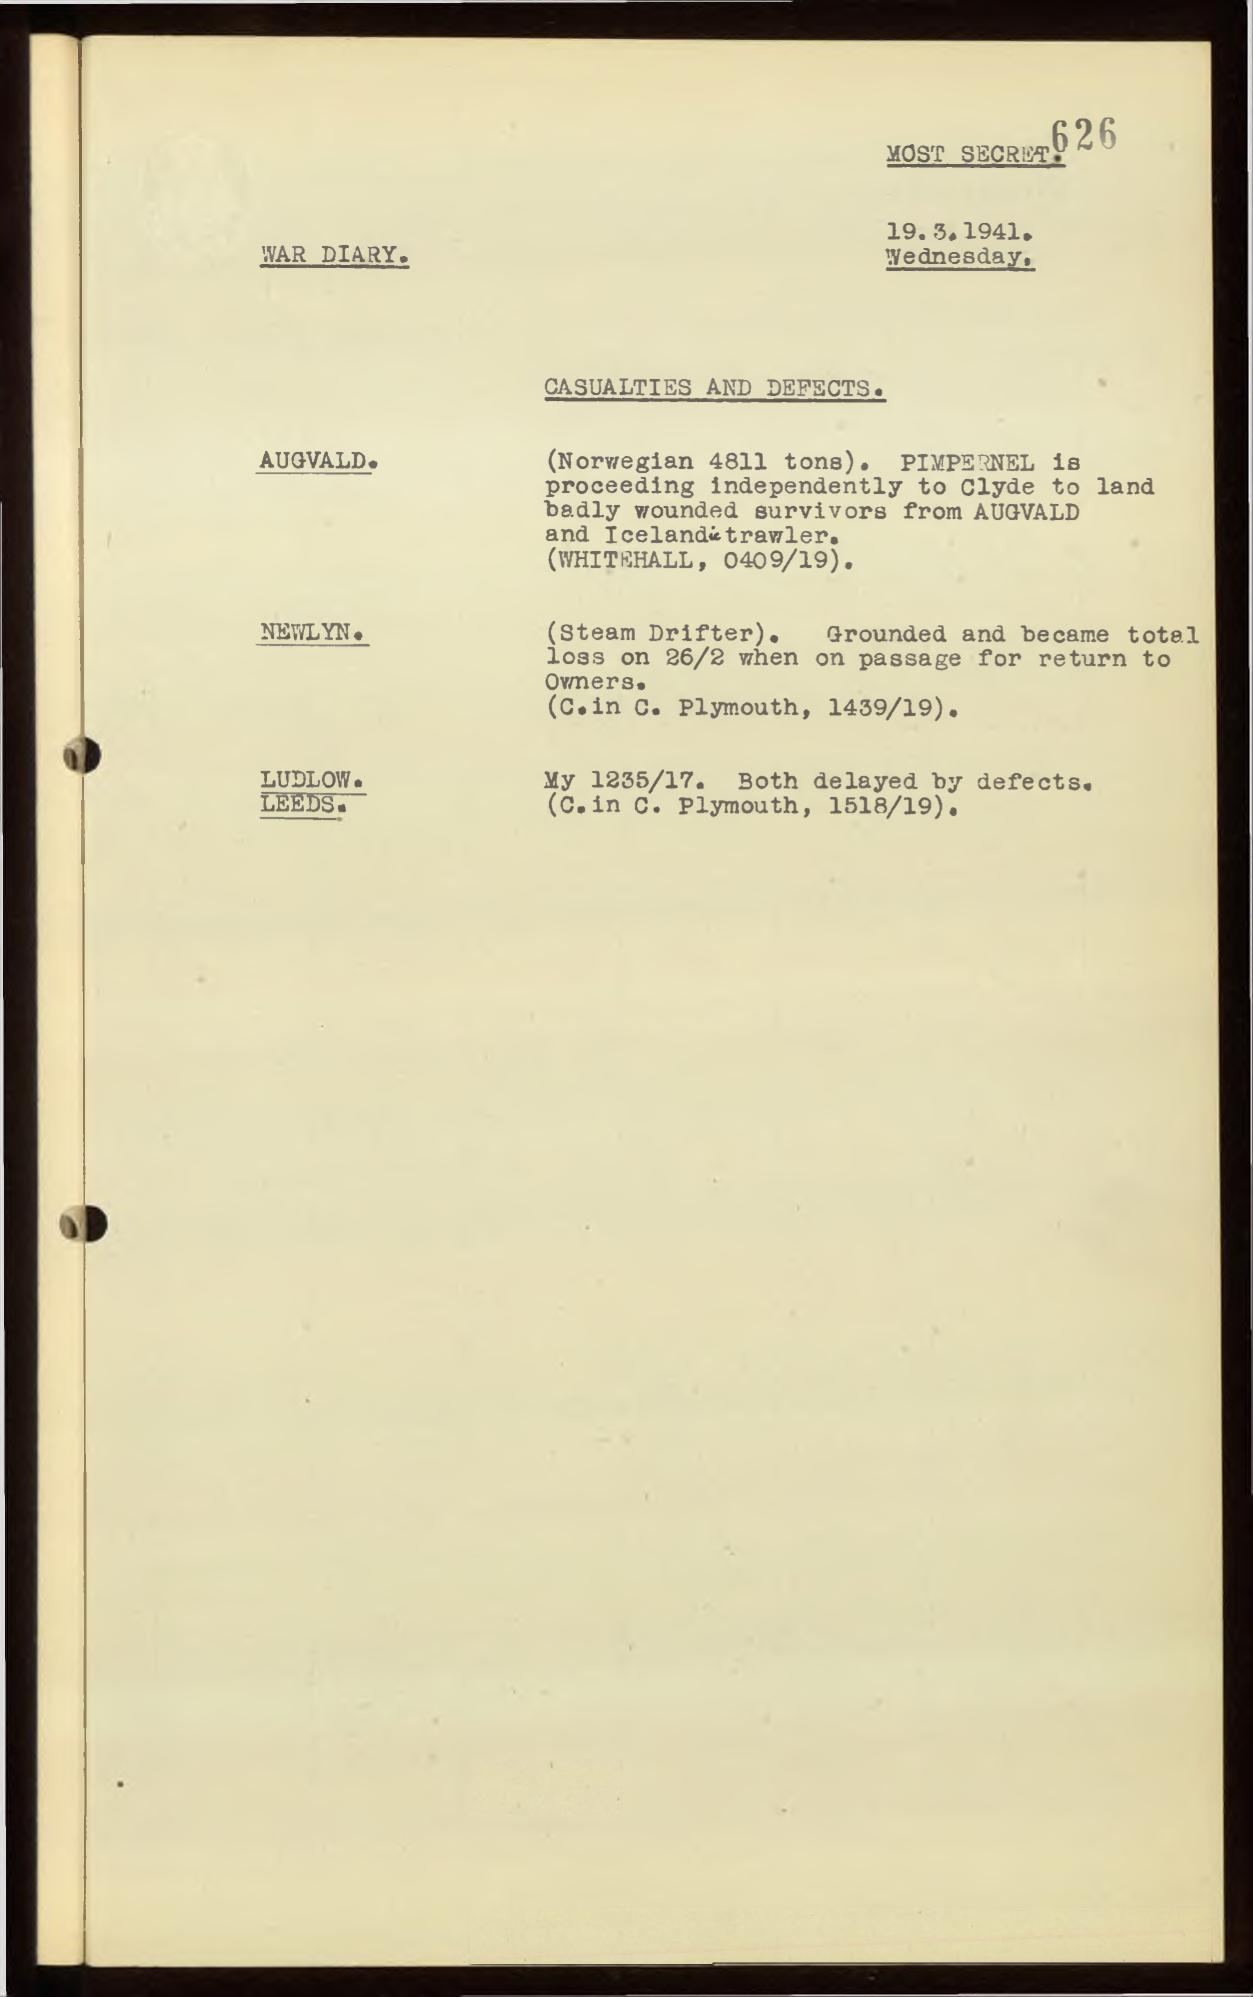 626
MOST SECRET.
19.3.1941.
WAR DIARY.
Wednesday.
CASUALTIES AND DEFECTS.
AUGVALD.
(Norwegian 4811 tons). PIMPERNEL is
proceeding independently to Clyde to land
badly wounded survivors from AUGVALD
and Iceland trawler.
(WHITEHALL, 0409/19).
NEWLYN.
(Steam Drifter). Grounded and became total
loss on 26/2 when on passage for return to
Owners.
(C.in C. Plymouth, 1439/19).
LUDLOW.
LEEDS.
My 1235/17. Both delayed by defects.
(C.in C. Plymouth, 1518/19).